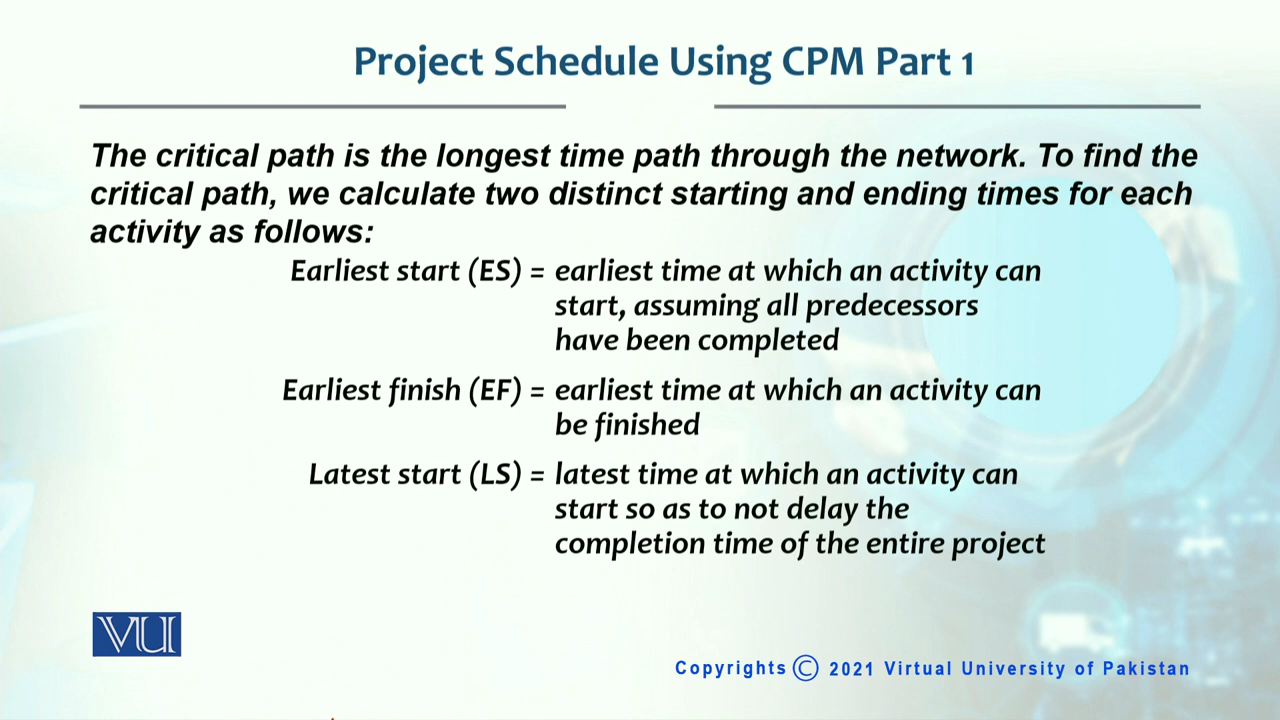 Project Schedule Using CPM Part 1
The critical path is the longest time path through the network. To find the
critical path, we calculate two distinct starting and ending times for each
activity as follows:
Earliest start (ES) = earliest time at which an activity can
start, assuming all predecessors
have been completed
Earliest finish (EF) = earliest time at which an activity can
be finished
Latest start (LS) = latest time at which an activity can
start so as to not delay the
completion time of the entire project
VU
Copyrights © 2021 Virtual University of Pakistan